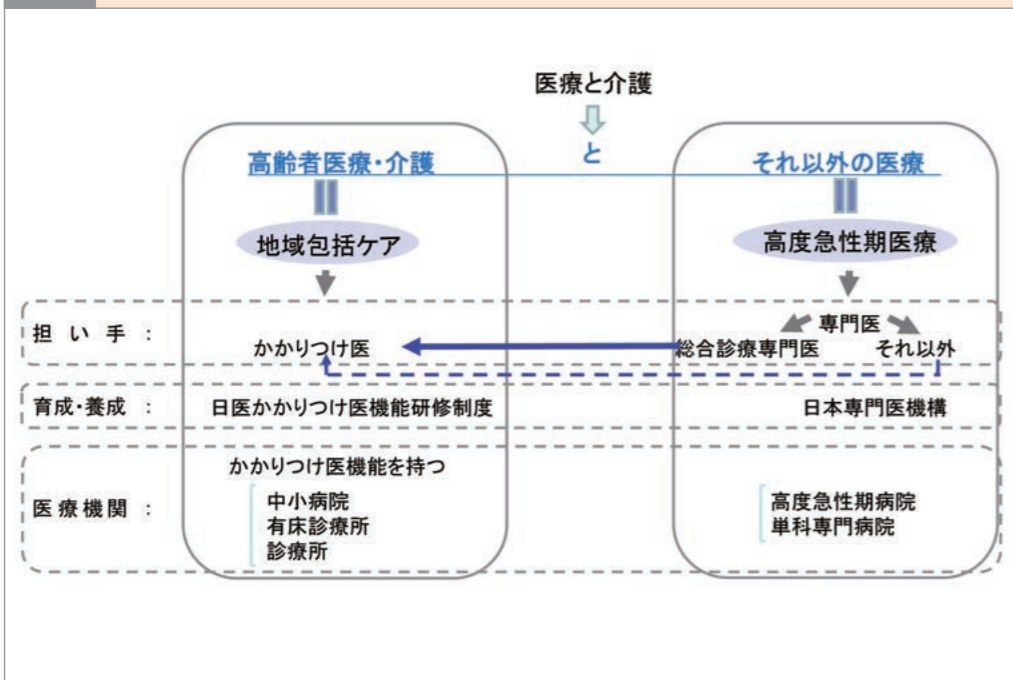 医療と介護
と
高齢者医療・介護
それ以外の医療
地域包括ケア
高度急性期医療
担い手：
専門医
かかりつけ医
総合診療専門医
それ以外
育成・養成：
日医かかりつけ医機能研修制度
日本専門医機構
医療機関：
かかりつけ医機能を持つ
中小病院
有床診療所
診療所
高度急性期病院
単科専門病院